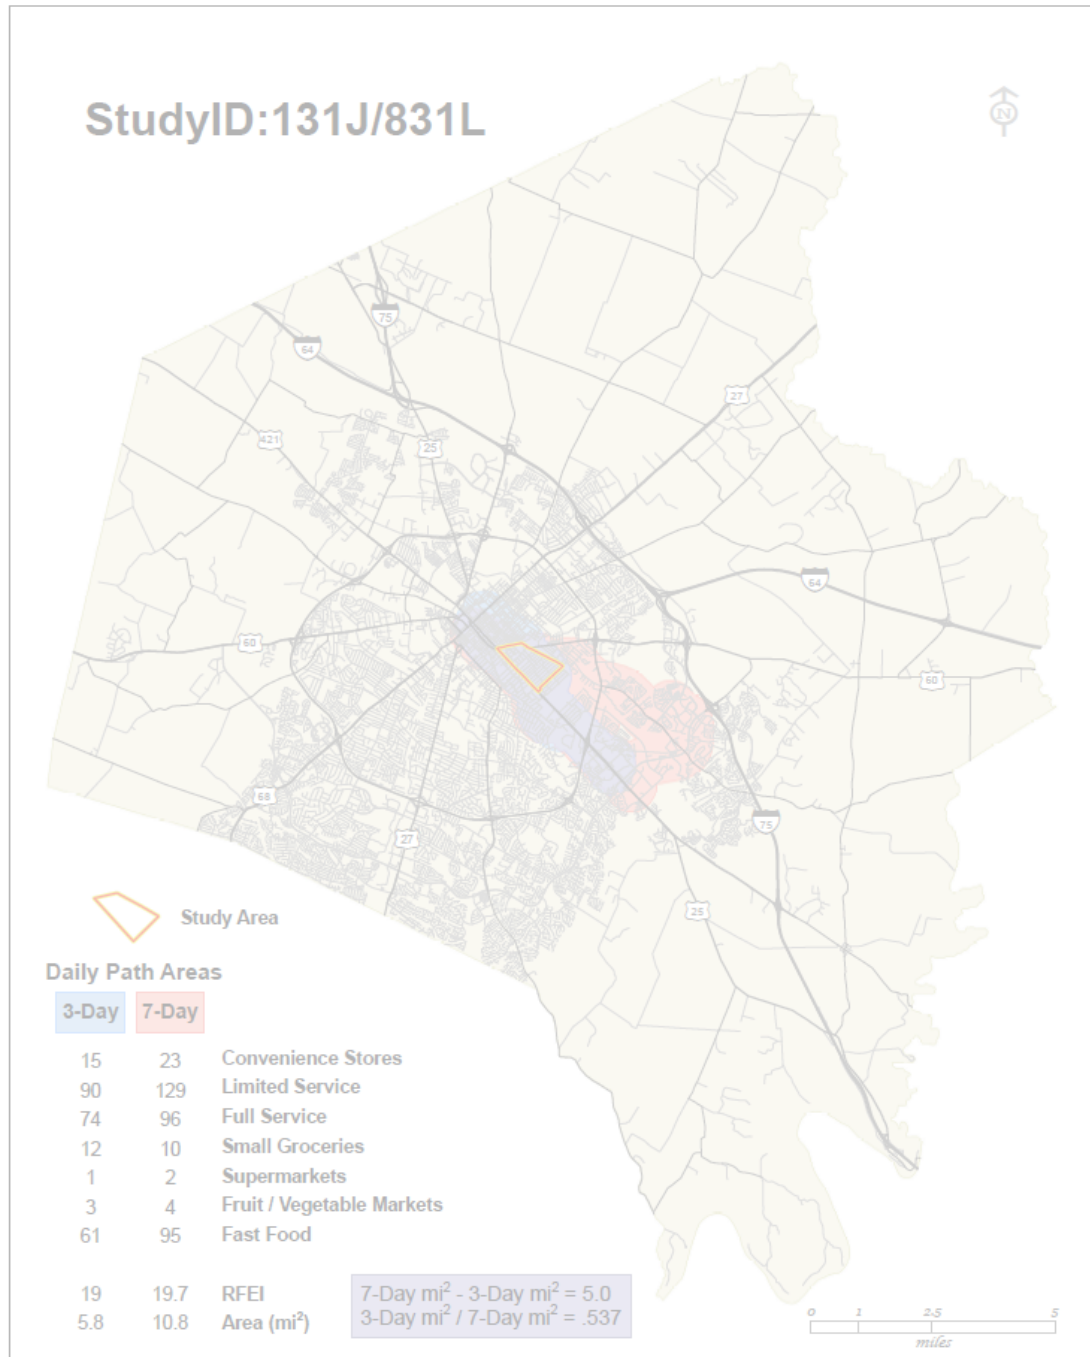 StudyID:131J/831L
N
75
64
27
421
25
64
60
60
68
27
75
25
Study Area
Daily Path Areas
3-Day 7-Day
15 23 Convenience Stores
90 129 Limited Service
74 96 Full Service
12 10 Small Groceries
1 2 Supermarkets
3 4 Fruit / Vegetable Markets
61 95 Fast Food
19 19.7 RFEI
5.8 10.8 Area (mi²)
7-Day mi² - 3-Day mi² = 5.0
3-Day mi² / 7-Day mi² = .537
0 1 2.5 5
miles